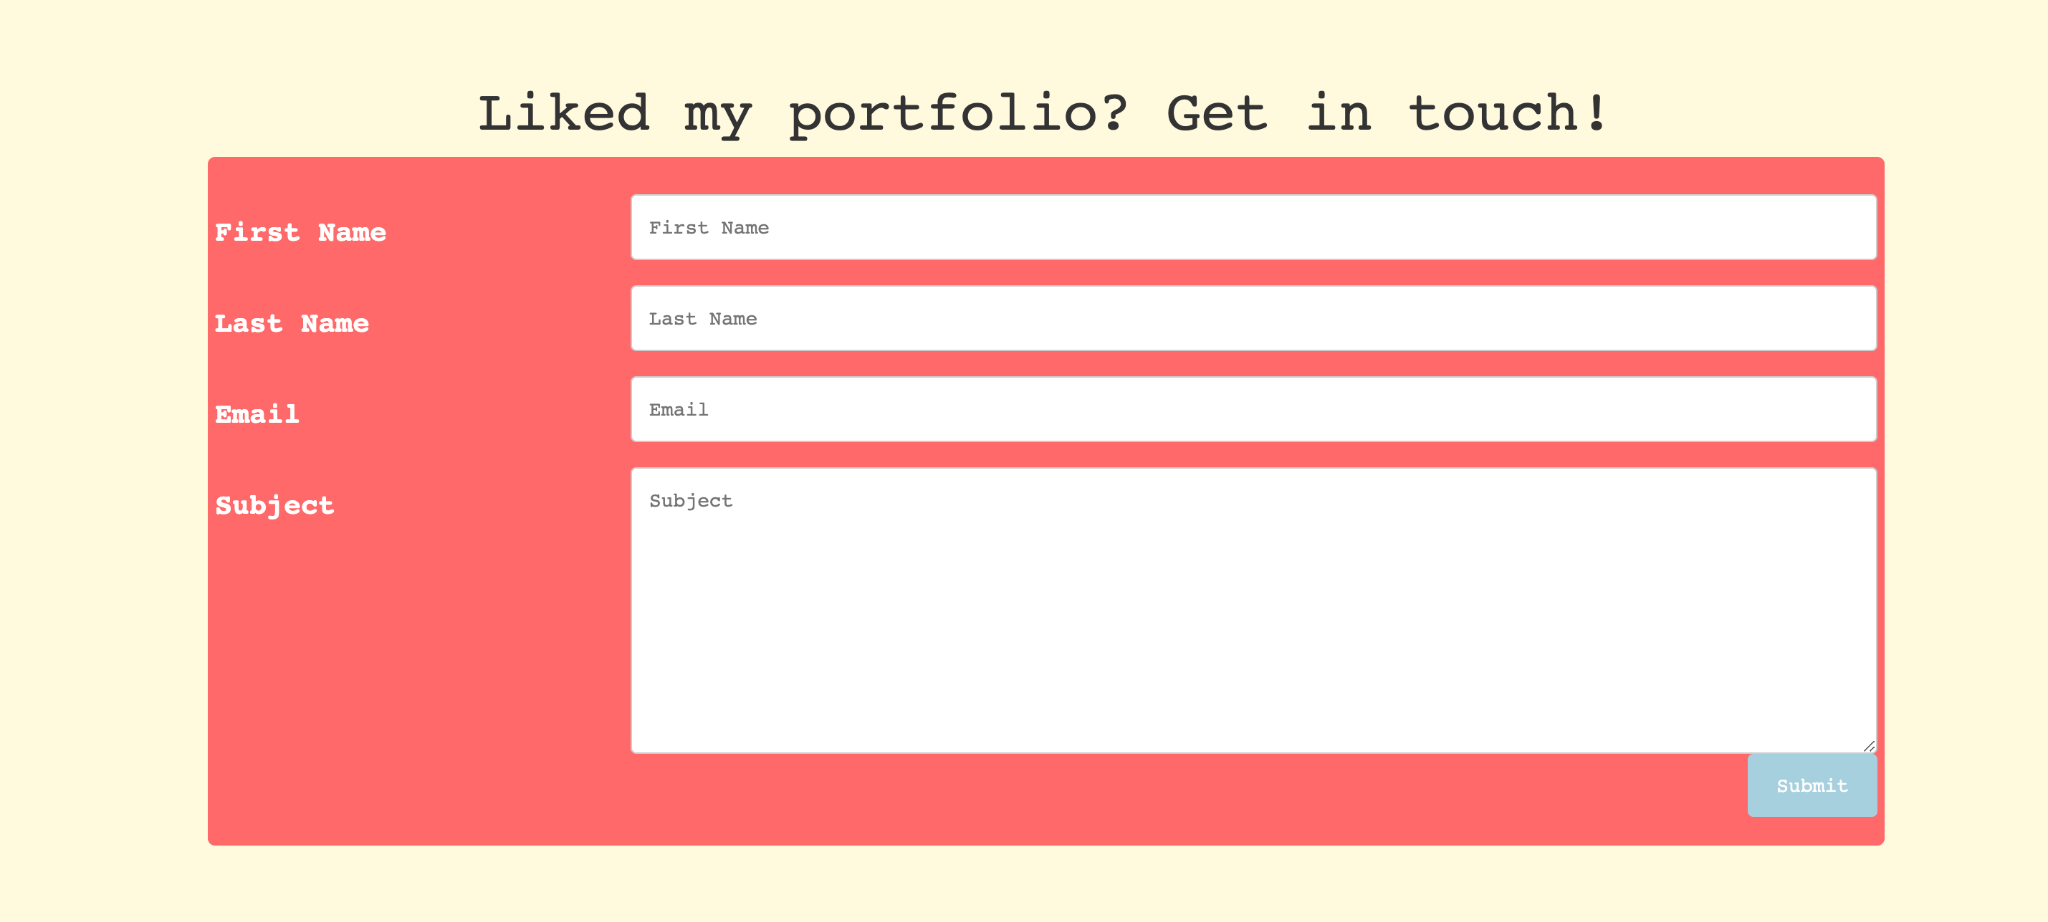 Liked my portfolio? Get in touch!
First Name
First Name
Last Name
Last Name
Email
Email
Subject
Subject
Submit